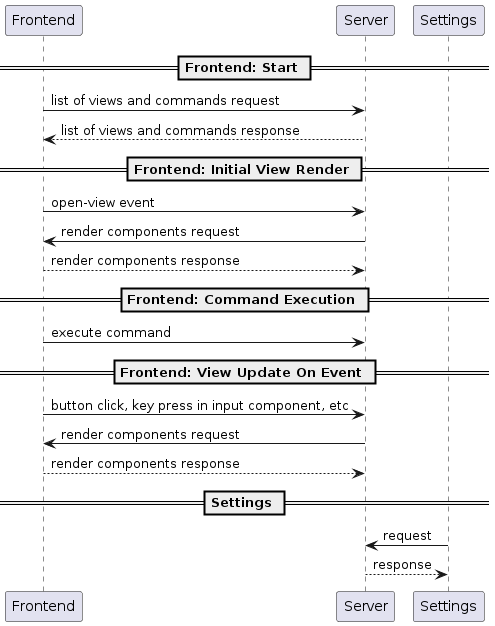 Frontend Server Settings
Frontend: Start
list of views and commands request
list of views and commands response
Frontend: Initial View Render
open-view event
render components request
render components response
Frontend: Command Execution
execute command
Frontend: View Update On Event
button click, key press in input component, etc
render components request
render components response
Settings
request
response
Frontend Server Settings